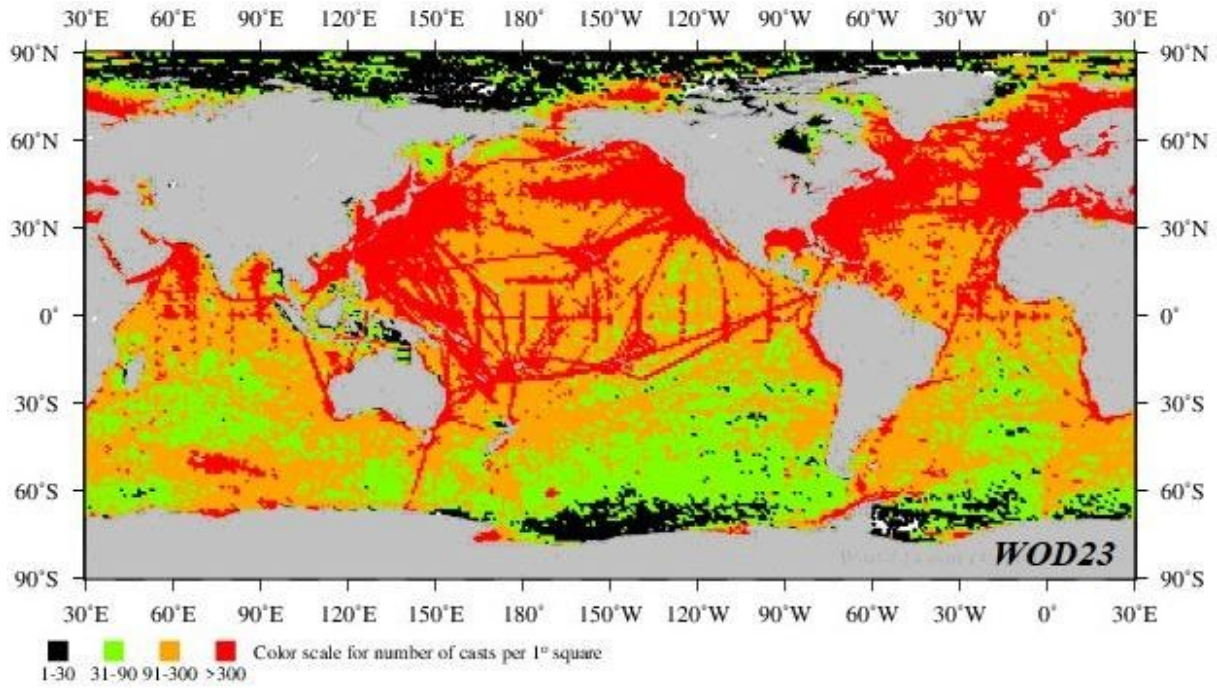 30˚E 60˚E 90˚E 120˚E 150˚E 180˚ 150˚W 120˚W 90˚W 60˚W 30˚W 0˚ 30˚E
90˚N 90˚N
60˚N 60˚N
30˚N 30˚N
0˚ 0˚
30˚S 30˚S
60˚S 60˚S
WOD23
90˚S 90˚S
30˚E 60˚E 90˚E 120˚E 150˚E 180˚ 150˚W 120˚W 90˚W 60˚W 30˚W 0˚ 30˚E
Color scale for number of casts per 1º square
1-30 31-90 91-300 >300